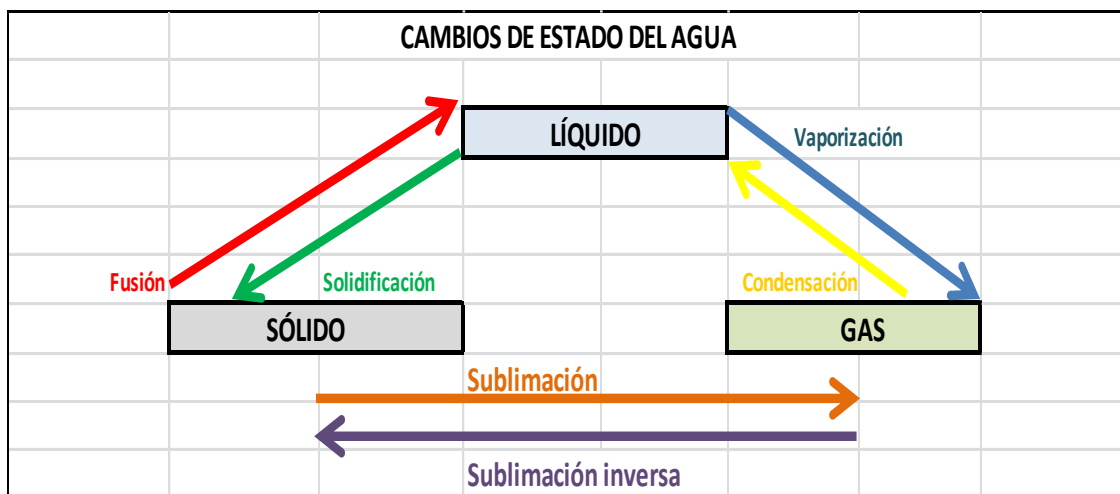 CAMBIOS DE ESTADO DEL AGUA
LÍQUIDO
Vaporización
Fusión
Solidificación
Condensación
SÓLIDO
GAS
Sublimación
Sublimación inversa